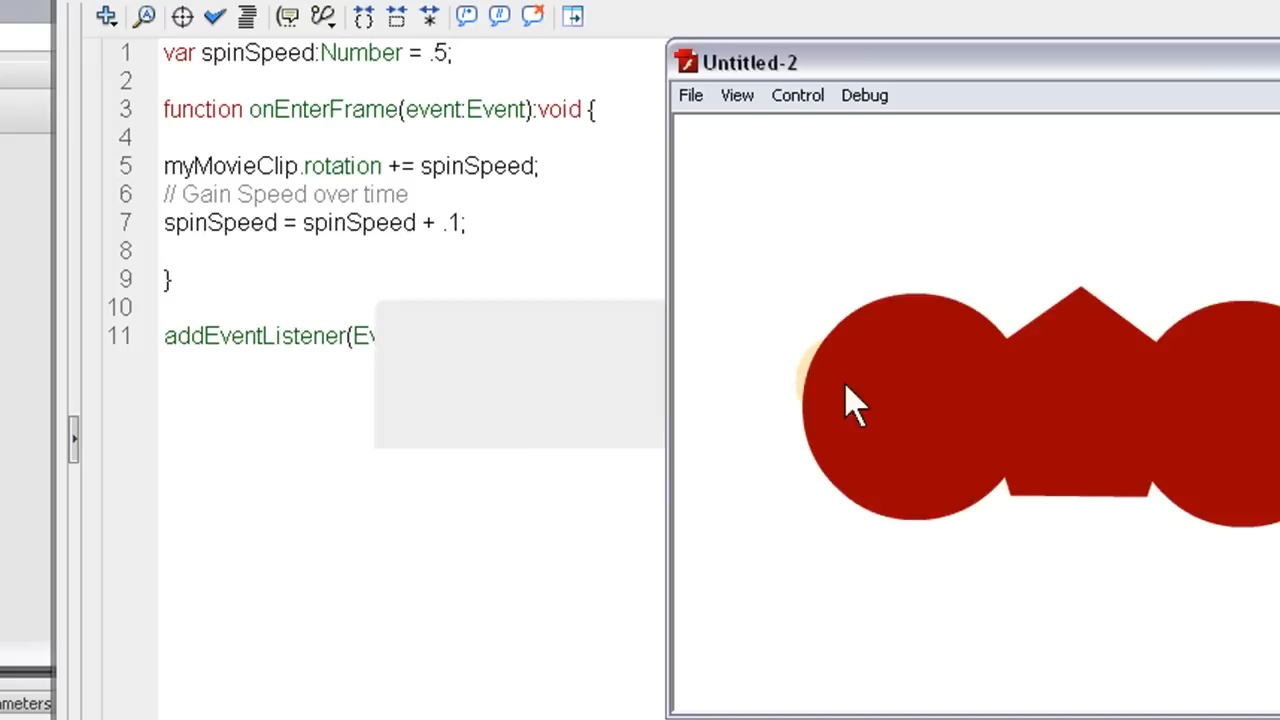 1 var spinSpeed:Number = .5;
2
3 function onEnterFrame(event:Event):void {
4
5 myMovieClip.rotation += spinSpeed;
6 // Gain Speed over time
7 spinSpeed = spinSpeed + .1;
8
9 }
10
11 addEventListener(Ev
Untitled-2
File View Control Debug
ameters